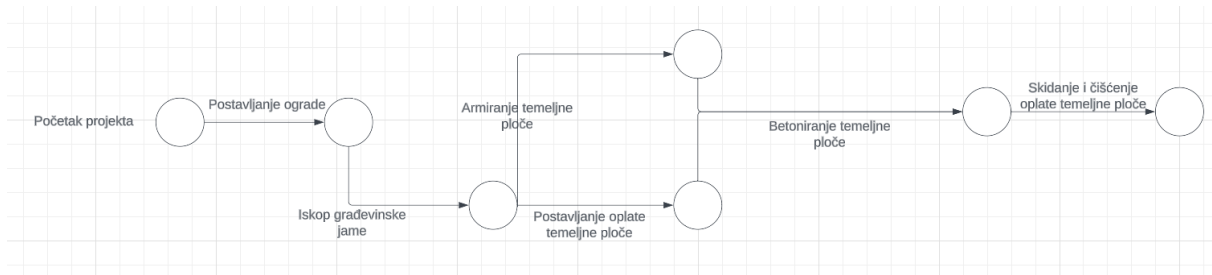 Početak projekta
Postavljanje ograde
Iskop građevinske
jame
Armiranje temeljne
ploče
Postavljanje oplate
temeljne ploče
Betoniranje temeljne
ploče
Skidanje i čišćenje
oplate temeljne ploče